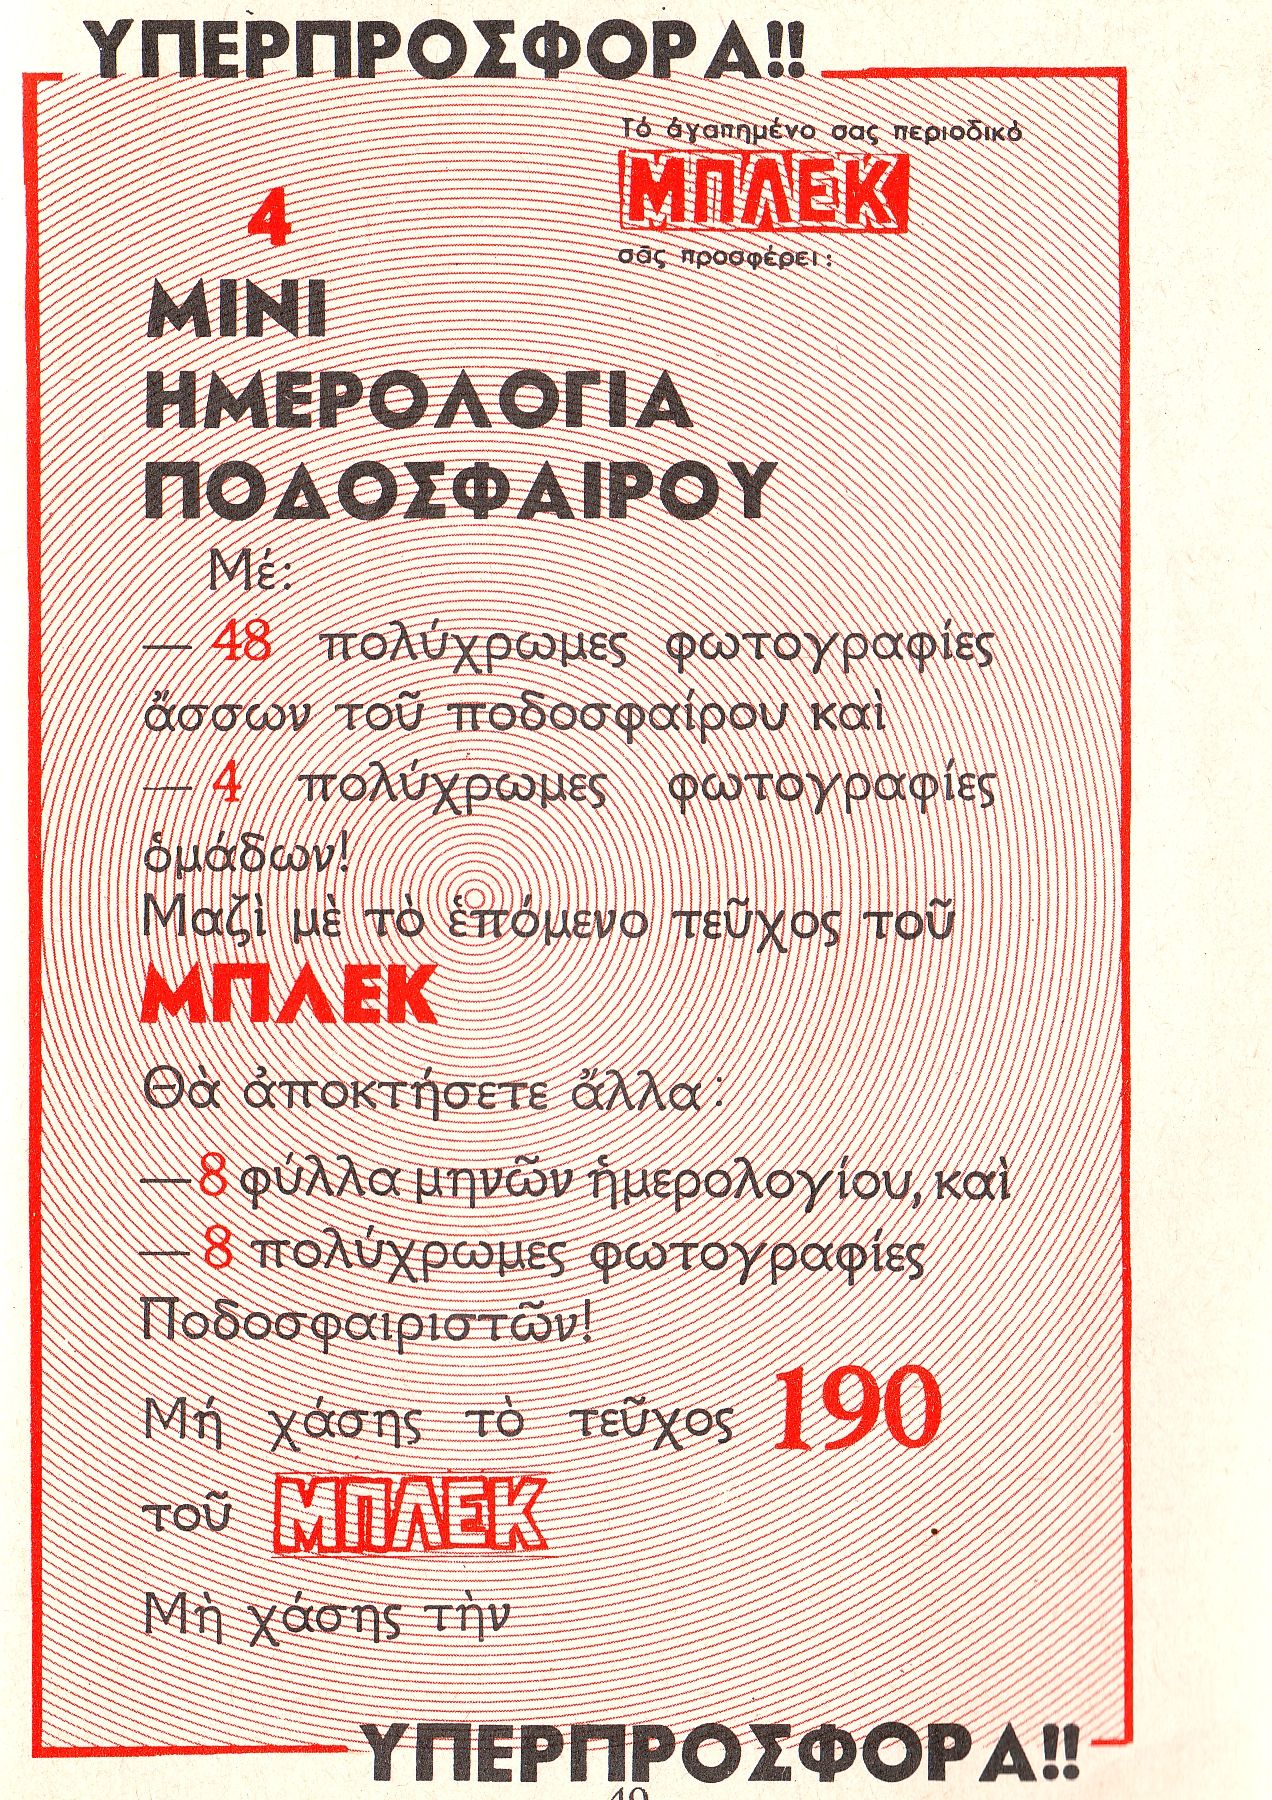 ΥΠΕΡΠΡΟΣΦΟΡΑ!!
Τό ἀγαπημένο σας περιοδικό
ΜΠΛΕΚ
σᾶς προσφέρει:
4
ΜΙΝΙ
ΗΜΕΡΟΛΟΓΙΑ
ΠΟΔΟΣΦΑΙΡΟΥ
Μέ:
— 48 πολύχρωμες φωτογραφίες
ἄσσων τοῦ ποδοσφαίρου καὶ
— 4 πολύχρωμες φωτογραφίες
ὁμάδων!
Μαζὶ μὲ τὸ ἑπόμενο τεῦχος τοῦ
ΜΠΛΕΚ
Θὰ ἀποκτήσετε ἄλλα:
— 8 φύλλα μηνῶν ἡμερολογίου, καὶ
— 8 πολύχρωμες φωτογραφίες
Ποδοσφαιριστῶν!
Μή χάσης τὸ τεῦχος 190
τοῦ ΜΠΛΕΚ
Μὴ χάσης τὴν
ΥΠΕΡΠΡΟΣΦΟΡΑ!!